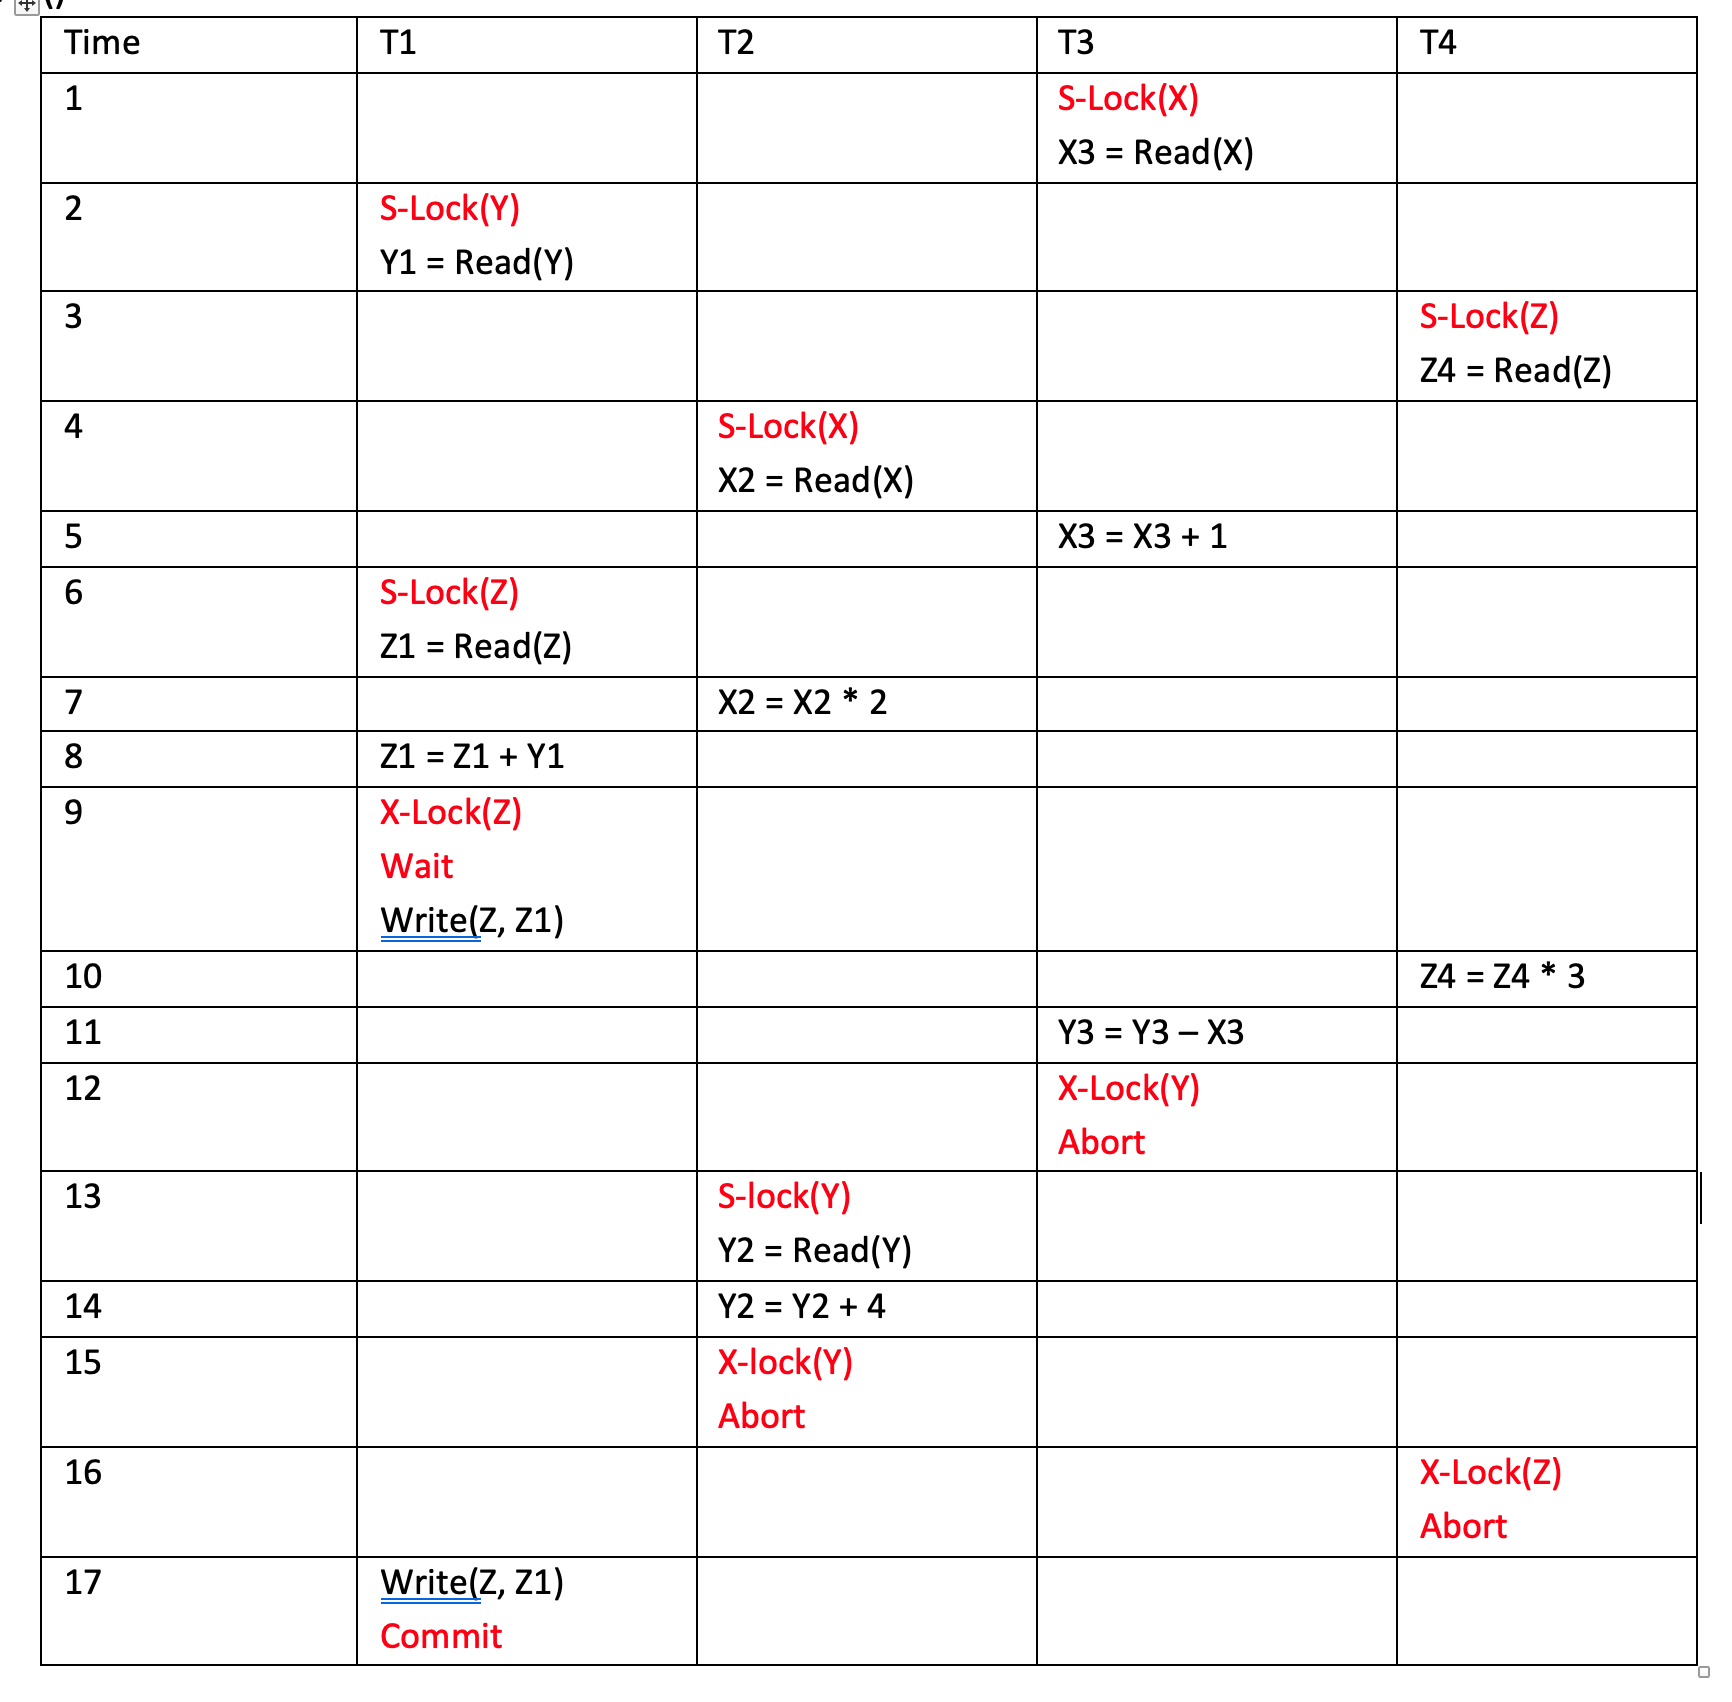 Time T1 T2 T3 T4
1 S-Lock(X)
X3 = Read(X)
2 S-Lock(Y)
Y1 = Read(Y)
3 S-Lock(Z)
Z4 = Read(Z)
4 S-Lock(X)
X2 = Read(X)
5 X3 = X3 + 1
6 S-Lock(Z)
Z1 = Read(Z)
7 X2 = X2 * 2
8 Z1 = Z1 + Y1
9 X-Lock(Z)
Wait
Write(Z, Z1)
10 Z4 = Z4 * 3
11 Y3 = Y3 – X3
12 X-Lock(Y)
Abort
13 S-lock(Y)
Y2 = Read(Y)
14 Y2 = Y2 + 4
15 X-lock(Y)
Abort
16 X-Lock(Z)
Abort
17 Write(Z, Z1)
Commit